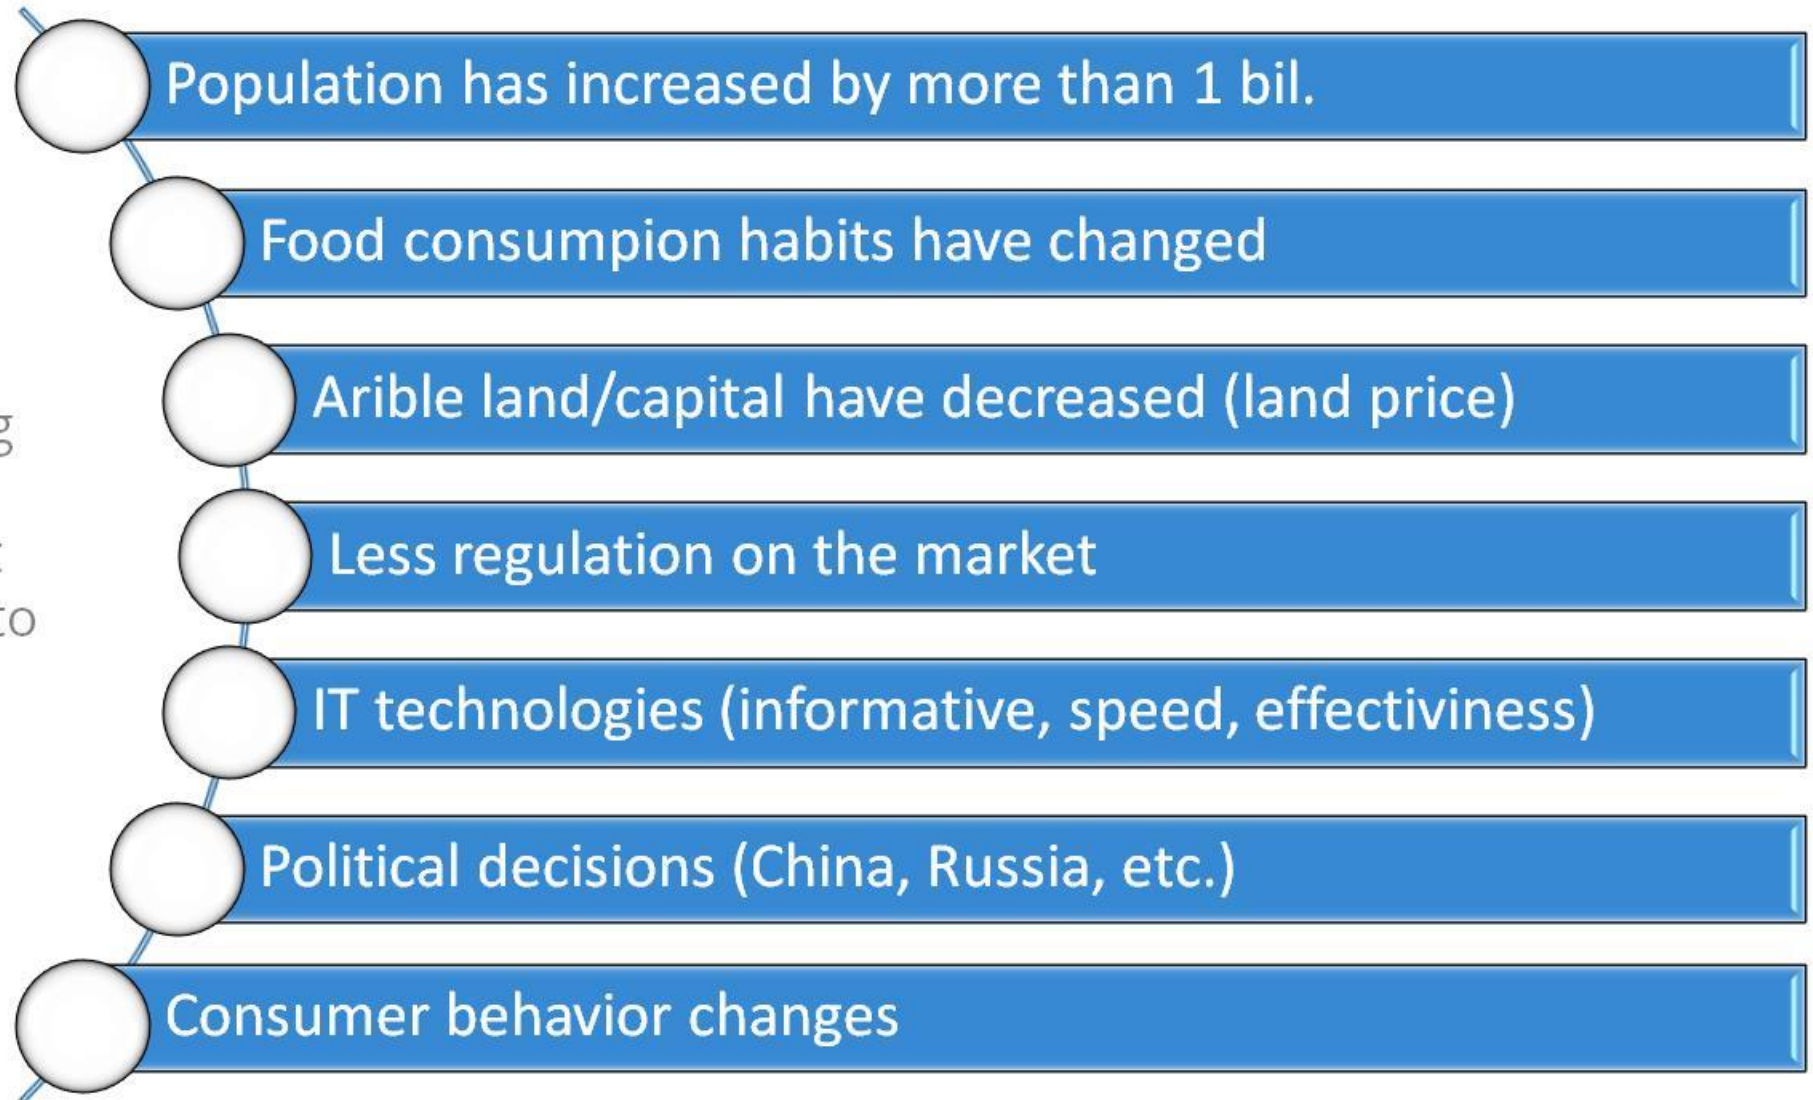 Population has increased by more than 1 bil.
Food consumpion habits have changed
Arible land/capital have decreased (land price)
Less regulation on the market
to
IT technologies (informative, speed, effectiviness)
Political decisions (China, Russia, etc.)
Consumer behavior changes